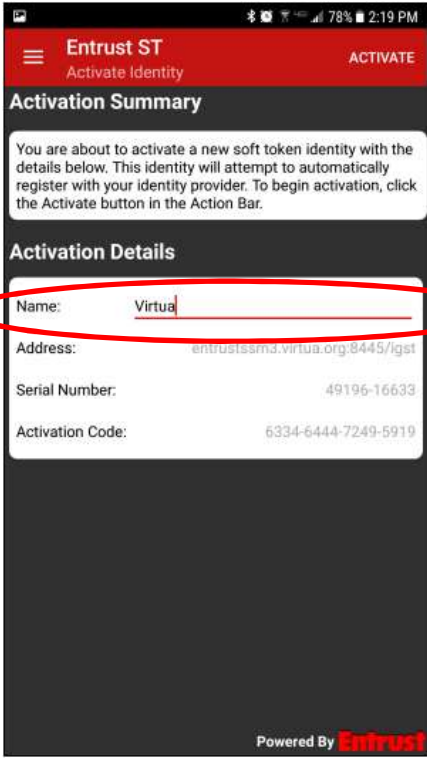 78% 2:19 PM
Entrust ST
Activate Identity
ACTIVATE
Activation Summary
You are about to activate a new soft token identity with the
details below. This identity will attempt to automatically
register with your identity provider. To begin activation, click
the Activate button in the Action Bar.
Activation Details
Name: Virtua
Address: entrustssm3.virtua.org:8445/igst
Serial Number: 49196-16633
Activation Code: 6334-6444-7249-5919
Powered By Entrust